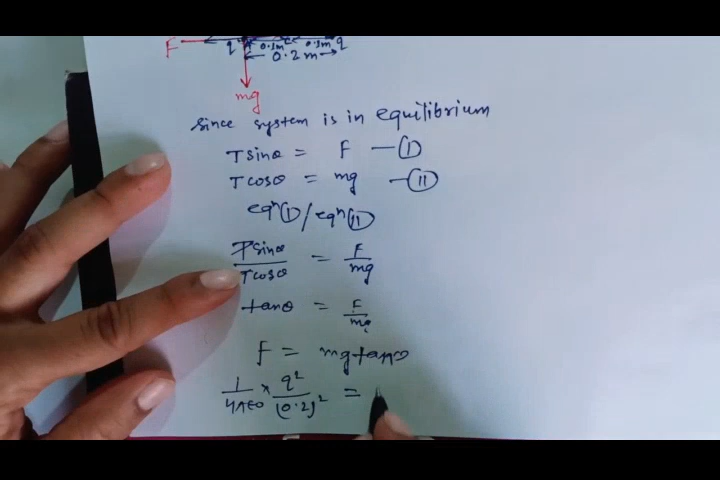 F q 0.1m 0.1m q
0.2 m
mg
Since system is in equilibrium
Tsinθ = F — (I)
Tcosθ = mg — (II)
eqⁿ(I)/eqⁿ(II)
Tsinθ/Tcosθ = F/mg
tanθ = F/mg
F = mgtanθ
1/4πε0 × q²/(0.2)² =